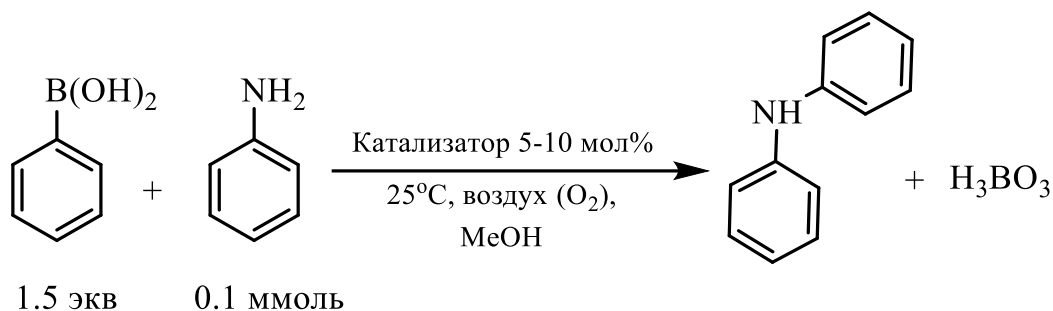 B(OH)₂
NH₂
+
Катализатор 5-10 мол%
25°C, воздух (O₂),
MeOH
NH
+ H₃BO₃
1.5 экв
0.1 ммоль